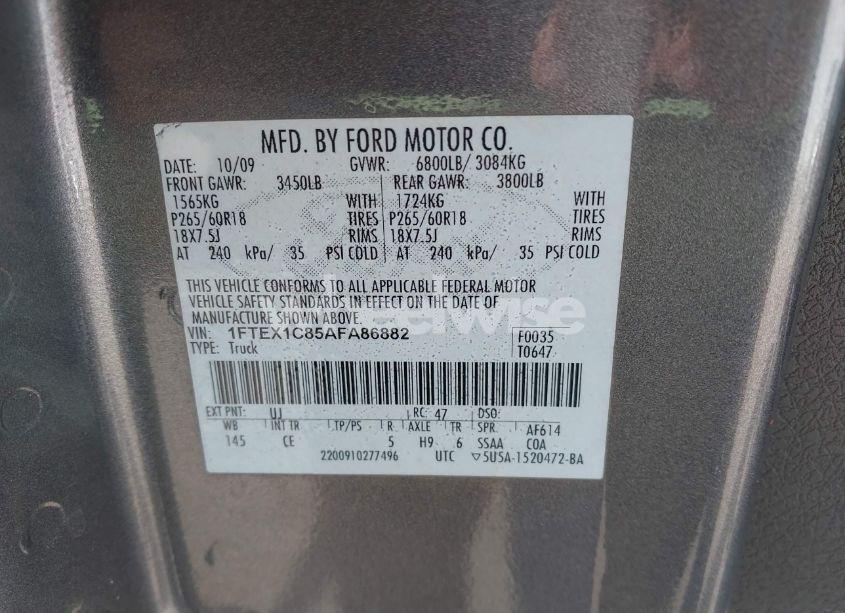 MFD. BY FORD MOTOR CO.
DATE: 10/09 GVWR: 6800LB/ 3084KG
FRONT GAWR: 3450LB REAR GAWR: 3800LB
1565KG WITH 1724KG WITH
P265/60R18 TIRES P265/60R18 TIRES
18X7.5J RIMS 18X7.5J RIMS
AT 240 kPa/ 35 PSI COLD AT 240 kPa/ 35 PSI COLD
THIS VEHICLE CONFORMS TO ALL APPLICABLE FEDERAL MOTOR
VEHICLE SAFETY STANDARDS IN EFFECT ON THE DATE OF
MANUFACTURE SHOWN ABOVE.
VIN: 1FTEX1C85AFA86882 F0035
TYPE: Truck T0647
EXT PNT: UJ RC: 47 DSO:
WB INT TR TP/PS R AXLE TR SPR AF614
145 CE 5 H9 6 SSAA COA
2200910277496 UTC ▽5U5A-1520472-BA